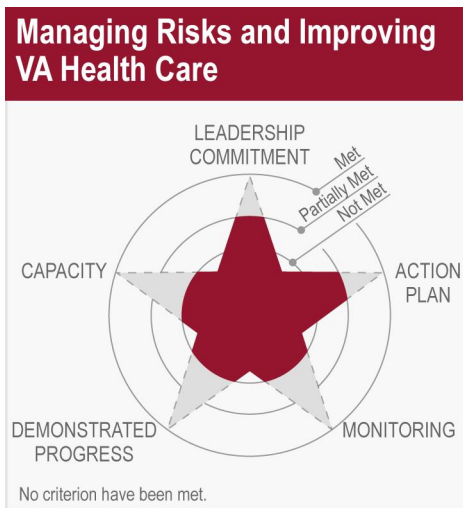 Managing Risks and Improving
VA Health Care
LEADERSHIP
COMMITMENT
Met
Partially Met
Not Met
CAPACITY
ACTION
PLAN
DEMONSTRATED
PROGRESS
MONITORING
No criterion have been met.